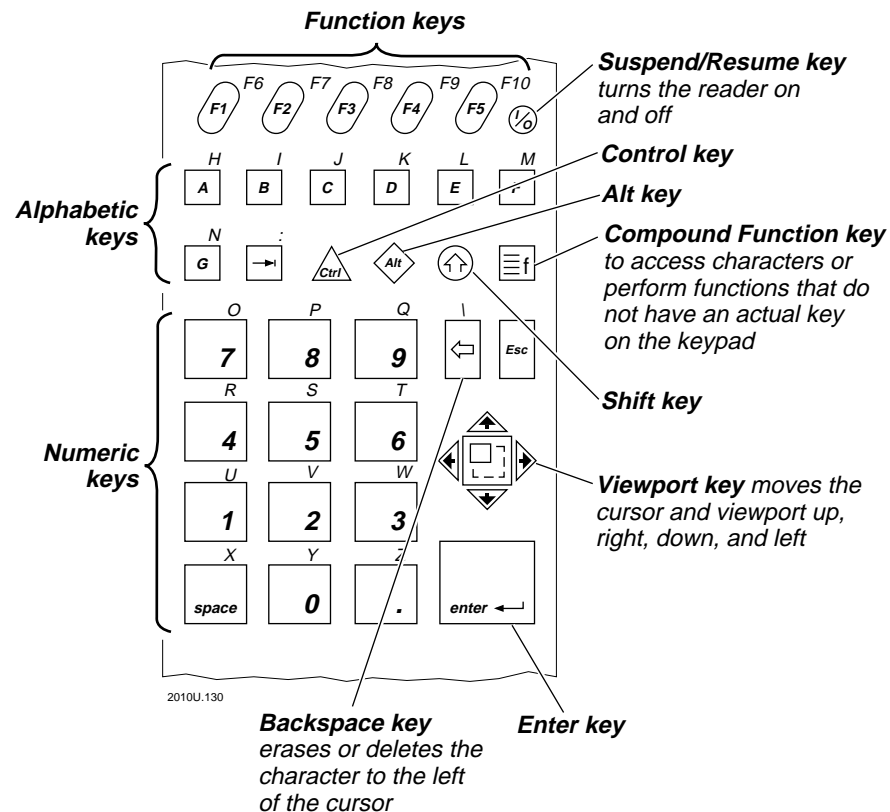 Function keys
F6 F7 F8 F9 F10
F1 F2 F3 F4 F5 I/O
Suspend/Resume key
turns the reader on
and off
Control key
Alt key
Compound Function key
to access characters or
perform functions that do
not have an actual key
on the keypad
Alphabetic
keys
H I J K L M
A B C D E F
N :
G Ctrl Alt f
O P Q \
7 8 9 Esc
R S T
4 5 6
Shift key
Numeric
keys
U V W
1 2 3
Viewport key moves the
cursor and viewport up,
right, down, and left
X Y Z
space 0 . enter
2010U.130
Backspace key
erases or deletes the
character to the left
of the cursor
Enter key